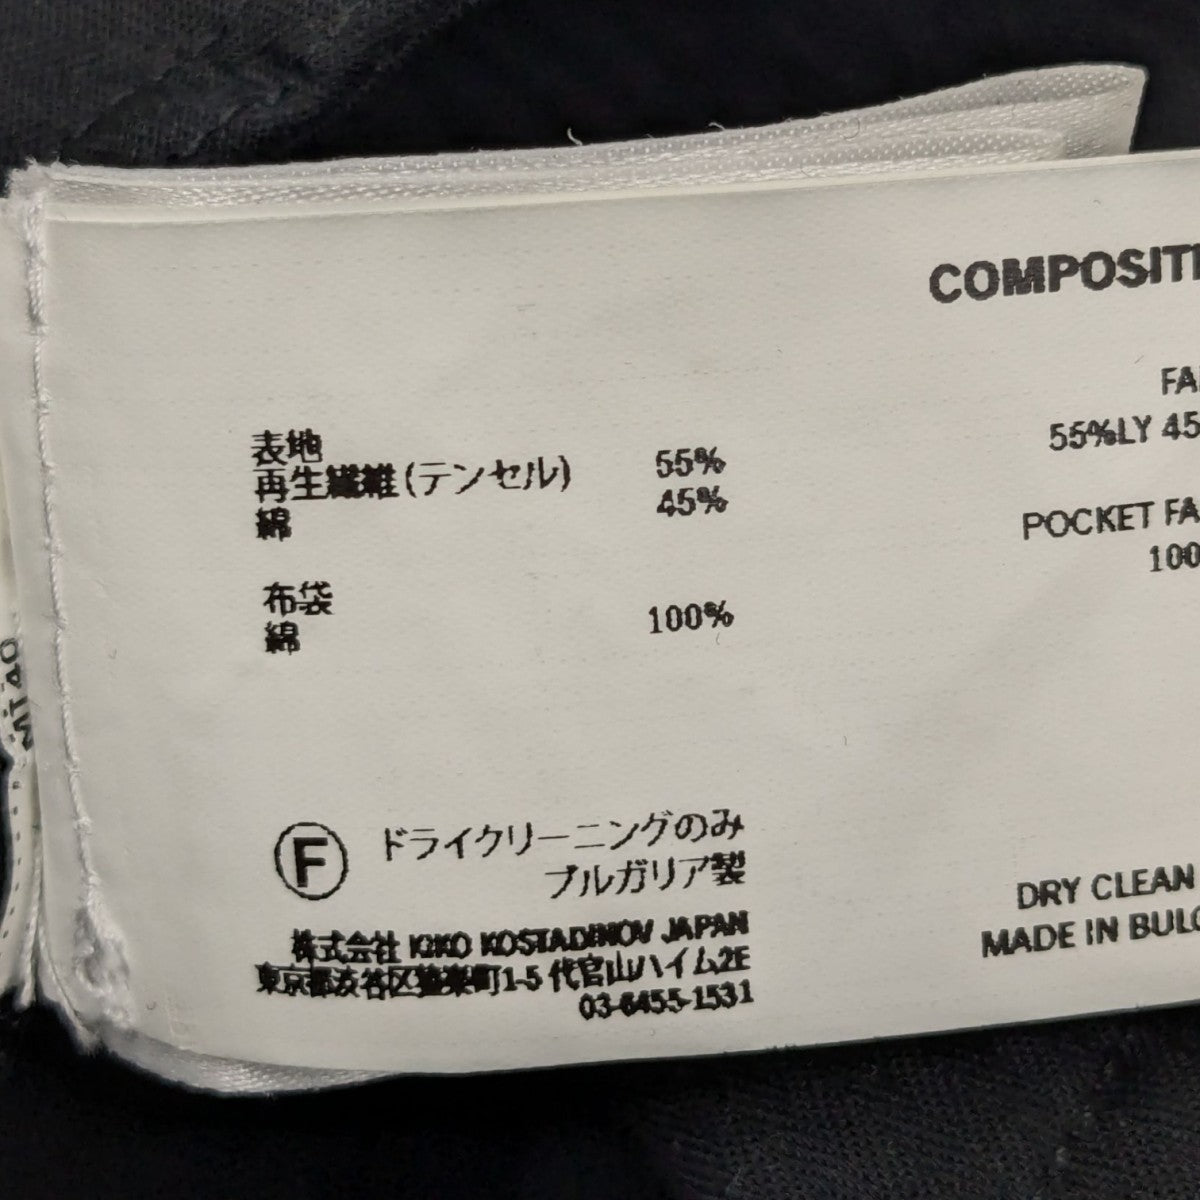 COMPOSITI
表地
再生繊維(テンセル) 55%
綿 45%
布袋
綿 100%
FA
55%LY 45
POCKET FA
100
F ドライクリーニングのみ
ブルガリア製
株式会社 KIKO KOSTADINOV JAPAN
東京都渋谷区猿楽町1-5 代官山ハイム2E
03-6455-1531
DRY CLEAN
MADE IN BULG